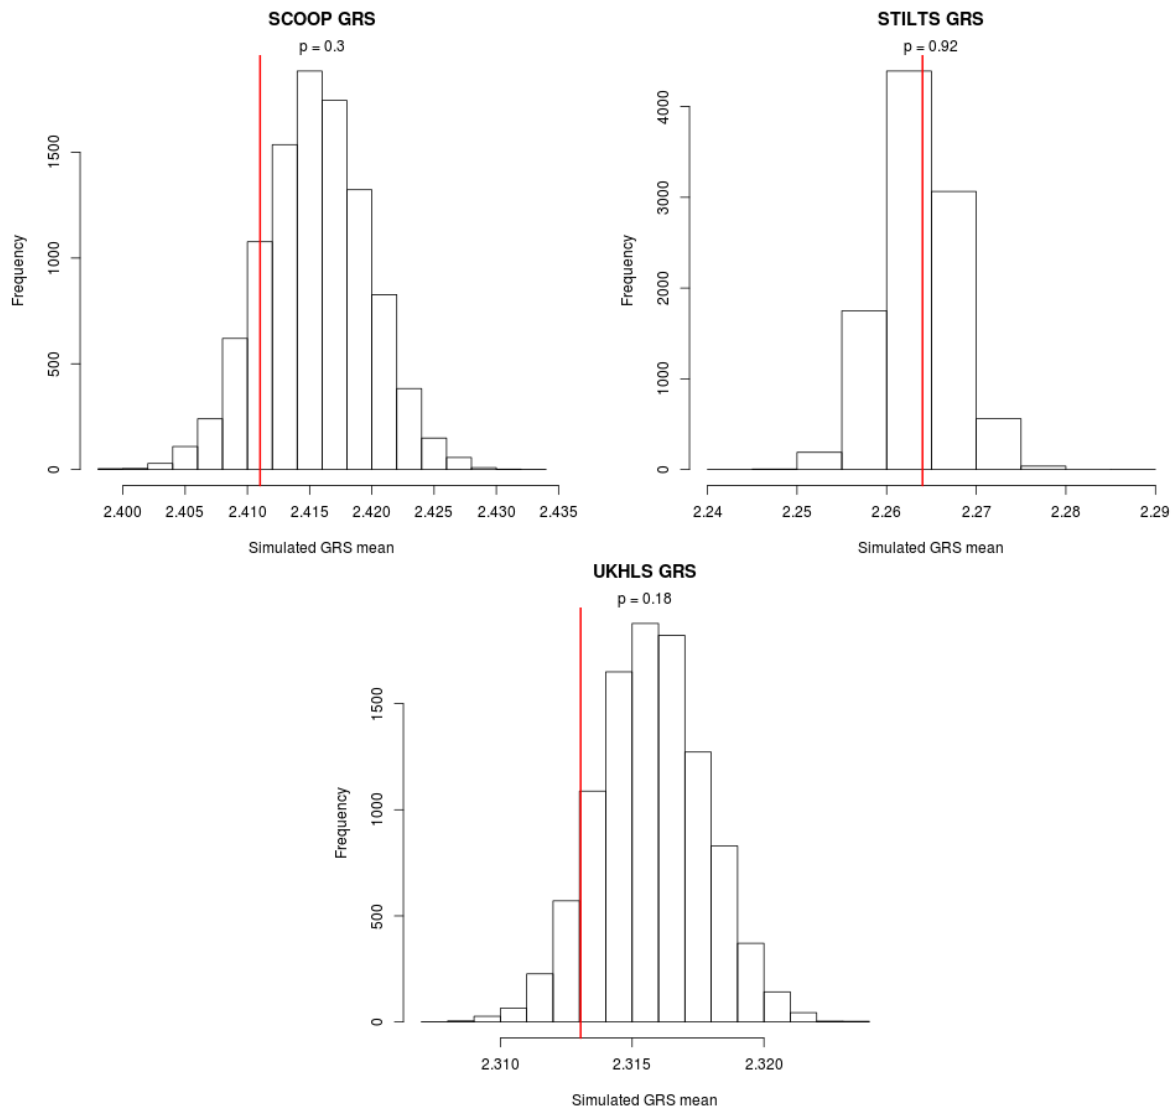 SCOOP GRS
p = 0.3
Frequency
0
500
1000
1500
2.400 2.405 2.410 2.415 2.420 2.425 2.430 2.435
Simulated GRS mean
STILTS GRS
p = 0.92
Frequency
0
1000
2000
3000
4000
2.24 2.25 2.26 2.27 2.28 2.29
Simulated GRS mean
UKHLS GRS
p = 0.18
Frequency
0
500
1000
1500
2.310 2.315 2.320
Simulated GRS mean